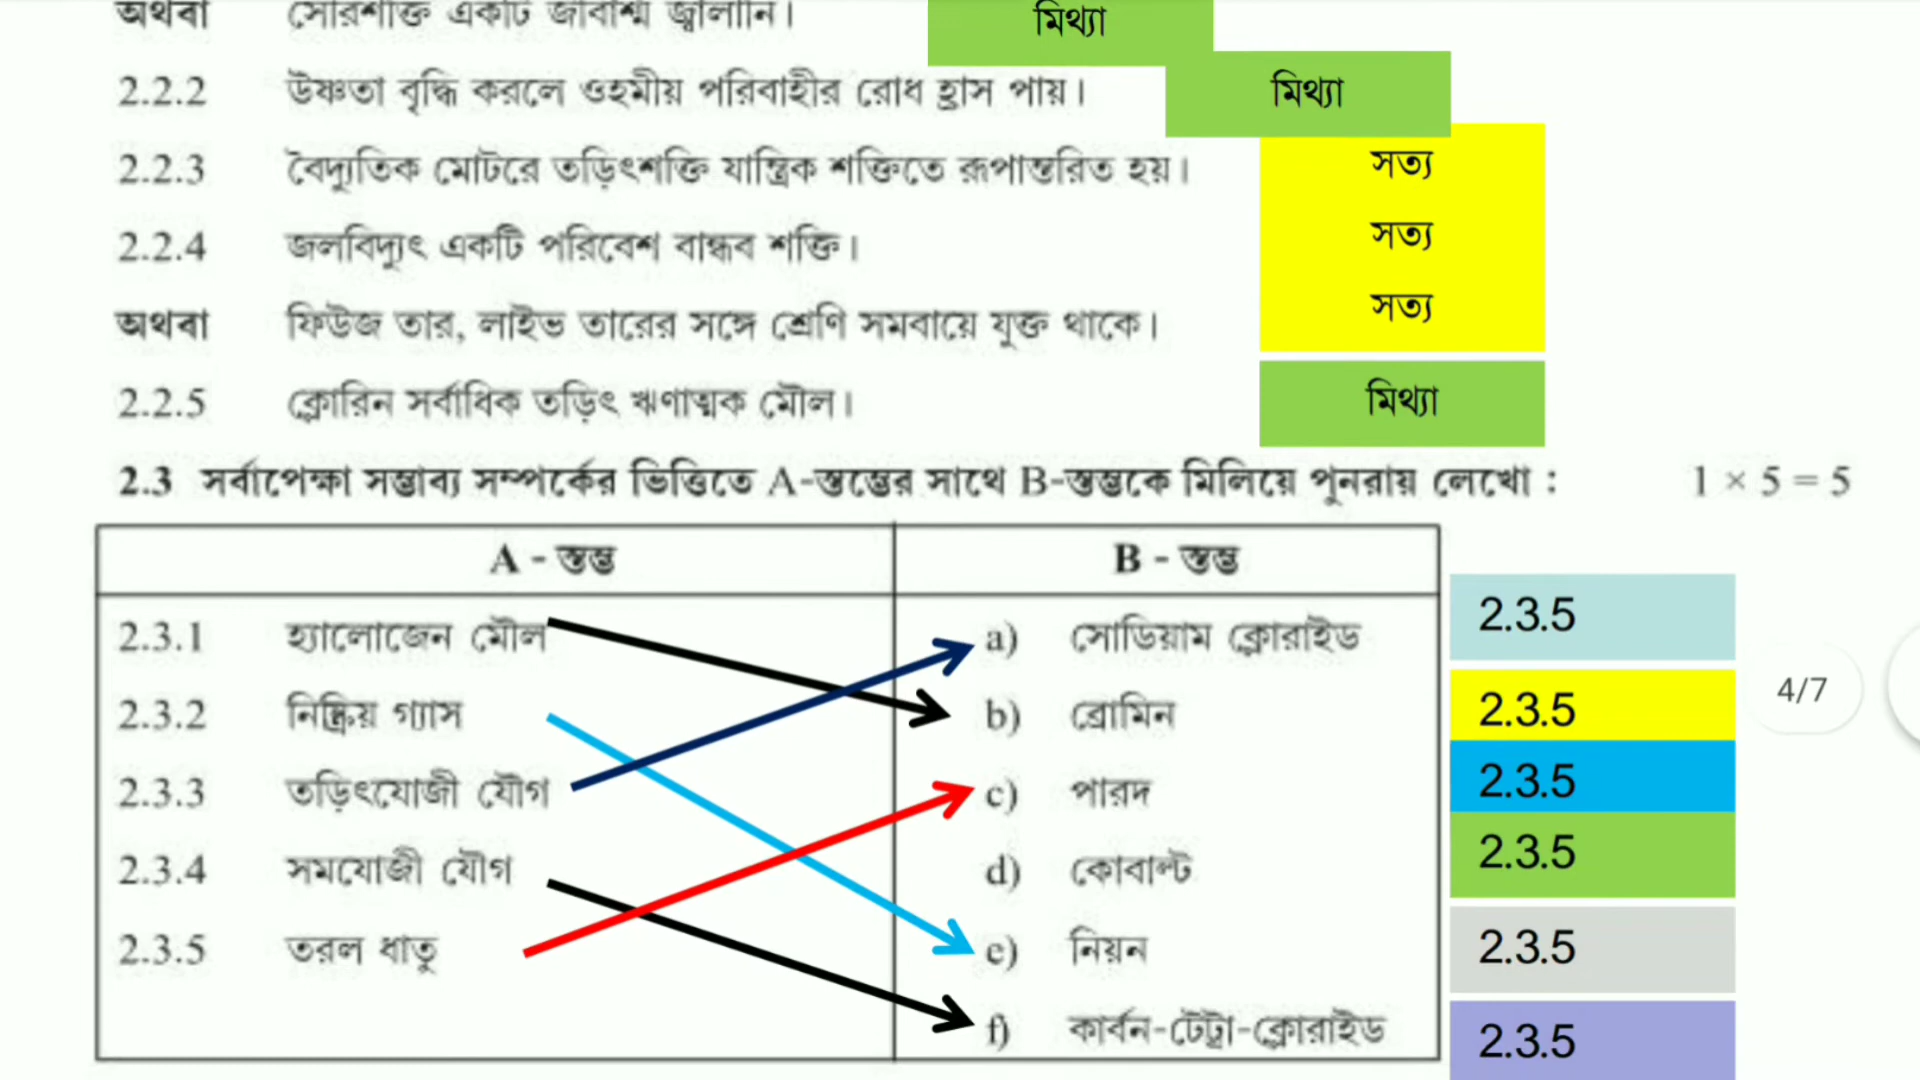 অথবা সৌরশক্তি একটি জীবাশ্ম জ্বালানি। মিথ্যা
2.2.2 উষ্ণতা বৃদ্ধি করলে ওহমীয় পরিবাহীর রোধ হ্রাস পায়। মিথ্যা
2.2.3 বৈদ্যুতিক মোটরে তড়িৎশক্তি যান্ত্রিক শক্তিতে রূপান্তরিত হয়। সত্য
2.2.4 জলবিদ্যুৎ একটি পরিবেশ বান্ধব শক্তি। সত্য
অথবা ফিউজ তার, লাইভ তারের সঙ্গে শ্রেণি সমবায়ে যুক্ত থাকে। সত্য
2.2.5 ক্লোরিন সর্বাধিক তড়িৎ ঋণাত্মক মৌল। মিথ্যা
2.3 সর্বাপেক্ষা সম্ভাব্য সম্পর্কের ভিত্তিতে A-স্তম্ভের সাথে B-স্তম্ভকে মিলিয়ে পুনরায় লেখো : 1 × 5 = 5
A - স্তম্ভ B - স্তম্ভ
2.3.1 হ্যালোজেন মৌল a) সোডিয়াম ক্লোরাইড 2.3.5
2.3.2 নিষ্ক্রিয় গ্যাস b) ব্রোমিন 2.3.5 4/7
2.3.3 তড়িৎযোজী যৌগ c) পারদ 2.3.5
2.3.4 সমযোজী যৌগ d) কোবাল্ট 2.3.5
2.3.5 তরল ধাতু e) নিয়ন 2.3.5
f) কার্বন-টেট্রা-ক্লোরাইড 2.3.5